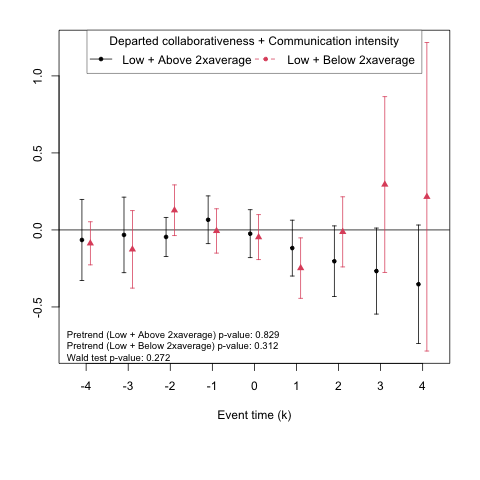 Departed collaborativeness + Communication intensity
Low + Above 2xaverage Low + Below 2xaverage
1.0
0.5
0.0
-0.5
Pretrend (Low + Above 2xaverage) p-value: 0.829
Pretrend (Low + Below 2xaverage) p-value: 0.312
Wald test p-value: 0.272
-4 -3 -2 -1 0 1 2 3 4
Event time (k)